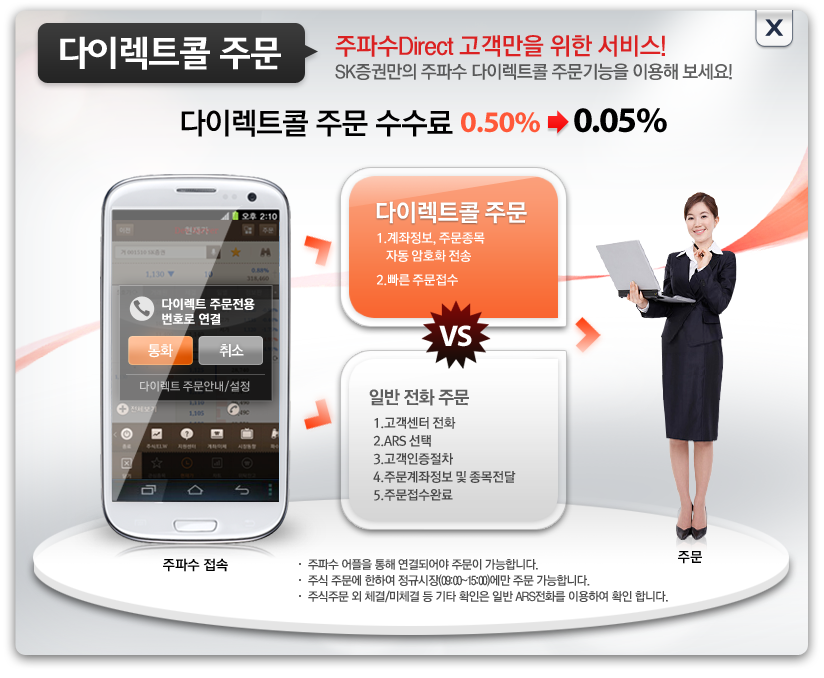 다이렉트콜 주문
주파수Direct 고객만을 위한 서비스!
SK증권만의 주파수 다이렉트콜 주문기능을 이용해 보세요!
X
다이렉트콜 주문 수수료 0.50% 0.05%
오후 2:10
현재가
주문
1,130 ▼
다이렉트 주문전용
번호로 연결
통화
취소
다이렉트 주문안내/설정
다이렉트콜 주문
1.계좌정보, 주문종목
자동 암호화 전송
2.빠른 주문접수
VS
일반 전화 주문
1.고객센터 전화
2.ARS 선택
3.고객인증절차
4.주문계좌정보 및 종목전달
5.주문접수완료
주파수 접속
주문
· 주파수 어플을 통해 연결되어야 주문이 가능합니다.
· 주식 주문에 한하여 정규시장(09:00~15:00)에만 주문 가능합니다.
· 주식주문 외 체결/미체결 등 기타 확인은 일반 ARS전화를 이용하여 확인 합니다.